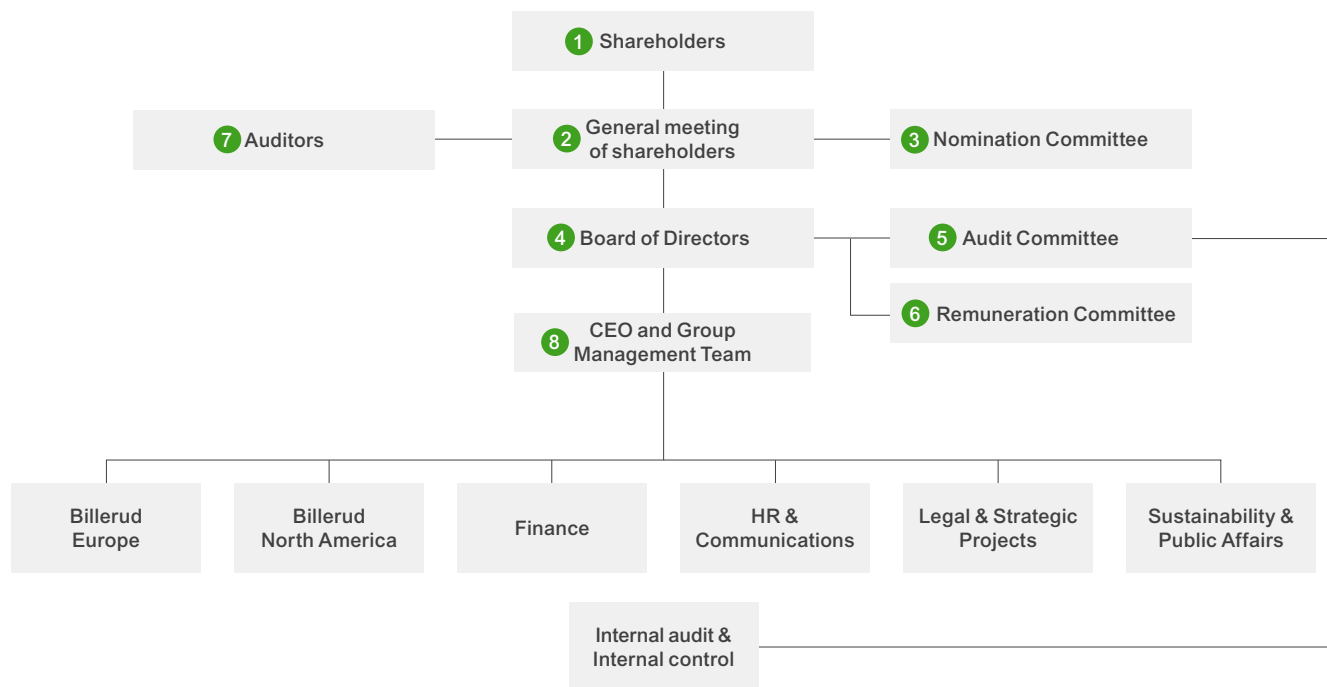 1 Shareholders
7 Auditors
2 General meeting
of shareholders
3 Nomination Committee
4 Board of Directors
5 Audit Committee
6 Remuneration Committee
8 CEO and Group
Management Team
Billerud
Europe
Billerud
North America
Finance
HR &
Communications
Legal & Strategic
Projects
Sustainability &
Public Affairs
Internal audit &
Internal control